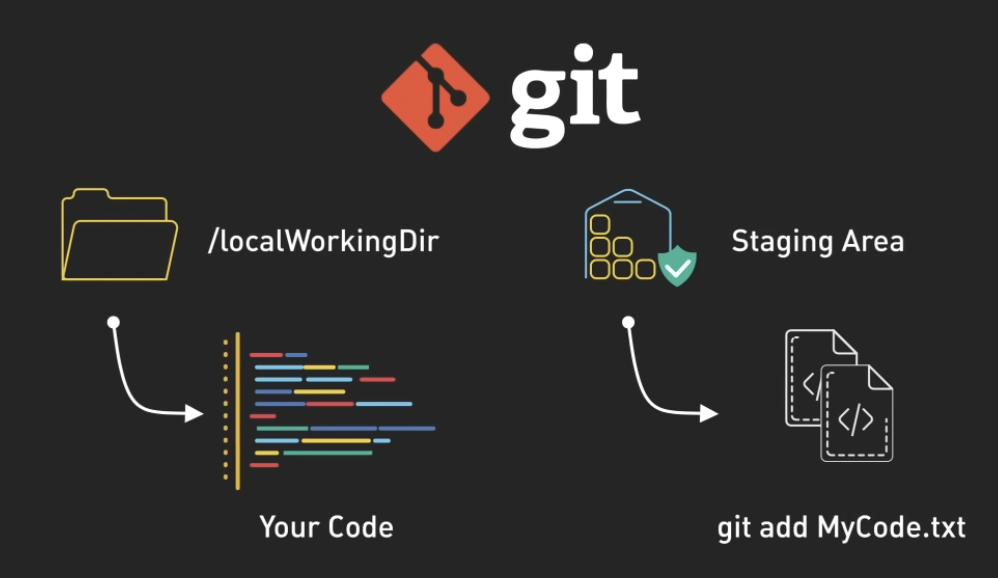 git
/localWorkingDir
Staging Area
</>
Your Code
git add MyCode.txt